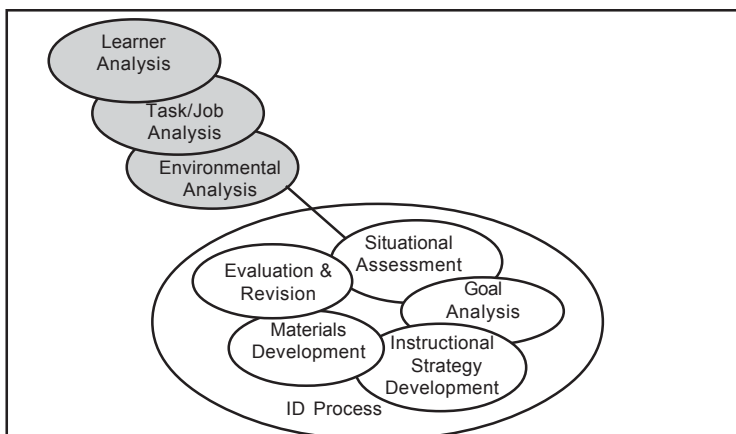 Learner
Analysis
Task/Job
Analysis
Environmental
Analysis
Situational
Assessment
Evaluation &
Revision
Goal
Analysis
Materials
Development
Instructional
Strategy
Development
ID Process